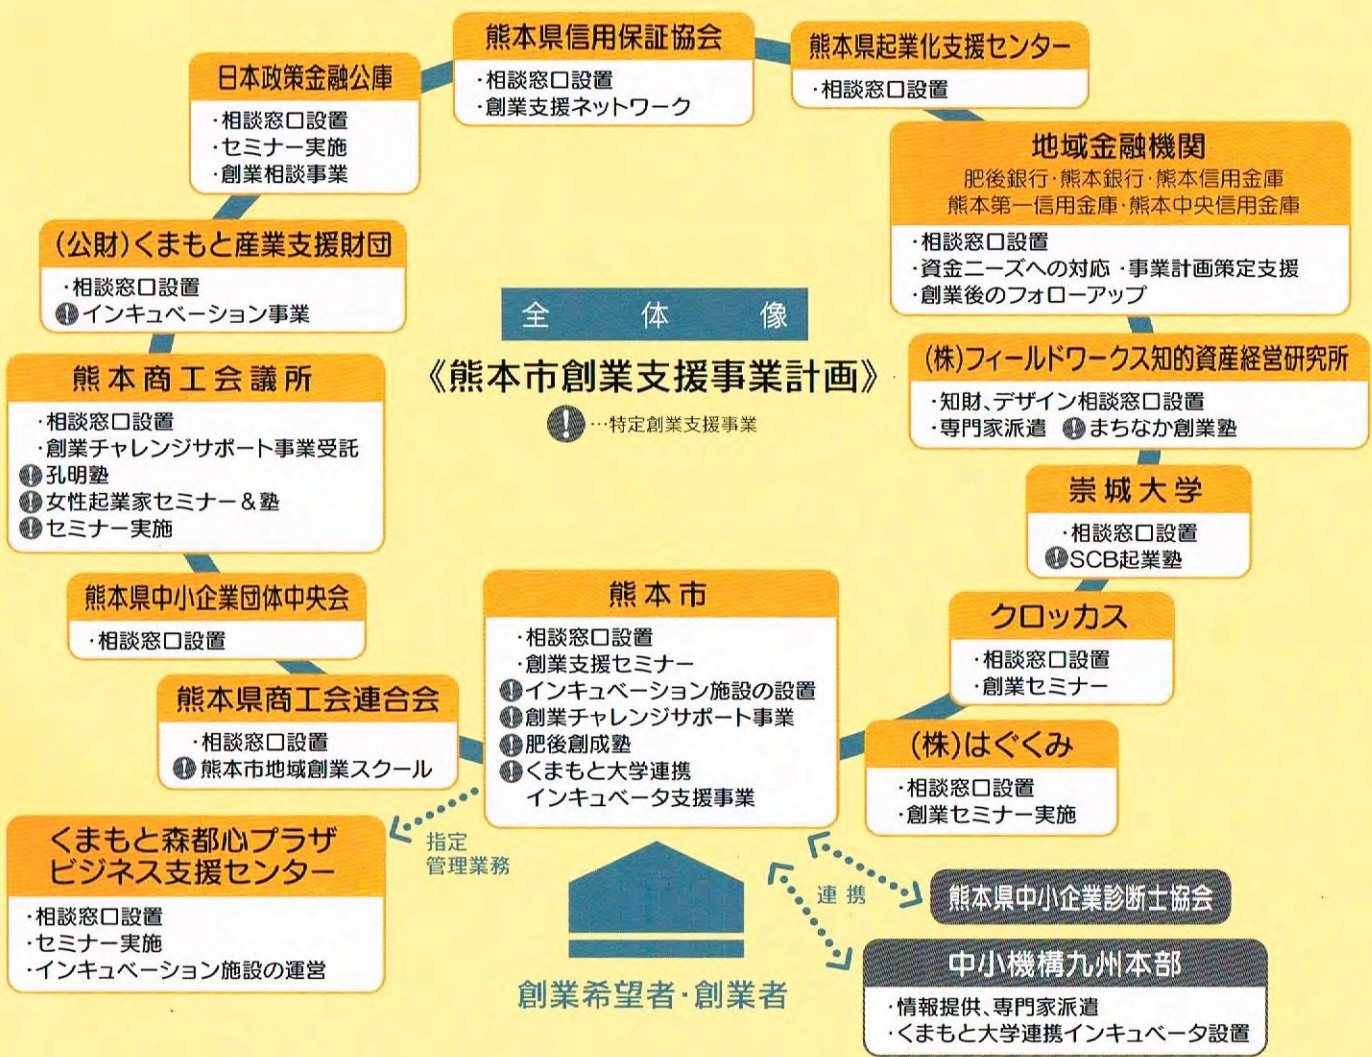 熊本県信用保証協会
・相談窓口設置
・創業支援ネットワーク
熊本県起業化支援センター
・相談窓口設置
日本政策金融公庫
・相談窓口設置
・セミナー実施
・創業相談事業
地域金融機関
肥後銀行・熊本銀行・熊本信用金庫
熊本第一信用金庫・熊本中央信用金庫
・相談窓口設置
・資金ニーズへの対応 ・事業計画策定支援
・創業後のフォローアップ
(公財)くまもと産業支援財団
・相談窓口設置
!インキュベーション事業
全体像
《熊本市創業支援事業計画》
!…特定創業支援事業
(株)フィールドワークス知的資産経営研究所
・知財、デザイン相談窓口設置
・専門家派遣 !まちなか創業塾
熊本商工会議所
・相談窓口設置
・創業チャレンジサポート事業受託
!孔明塾
!女性起業家セミナー&塾
!セミナー実施
崇城大学
・相談窓口設置
!SCB起業塾
熊本県中小企業団体中央会
・相談窓口設置
熊本市
・相談窓口設置
・創業支援セミナー
!インキュベーション施設の設置
!創業チャレンジサポート事業
!肥後創成塾
!くまもと大学連携
インキュベータ支援事業
クロッカス
・相談窓口設置
・創業セミナー
熊本県商工会連合会
・相談窓口設置
!熊本市地域創業スクール
(株)はぐくみ
・相談窓口設置
・創業セミナー実施
くまもと森都心プラザ
ビジネス支援センター
・相談窓口設置
・セミナー実施
・インキュベーション施設の運営
指定
管理業務
連携
熊本県中小企業診断士協会
中小機構九州本部
・情報提供、専門家派遣
・くまもと大学連携インキュベータ設置
創業希望者・創業者